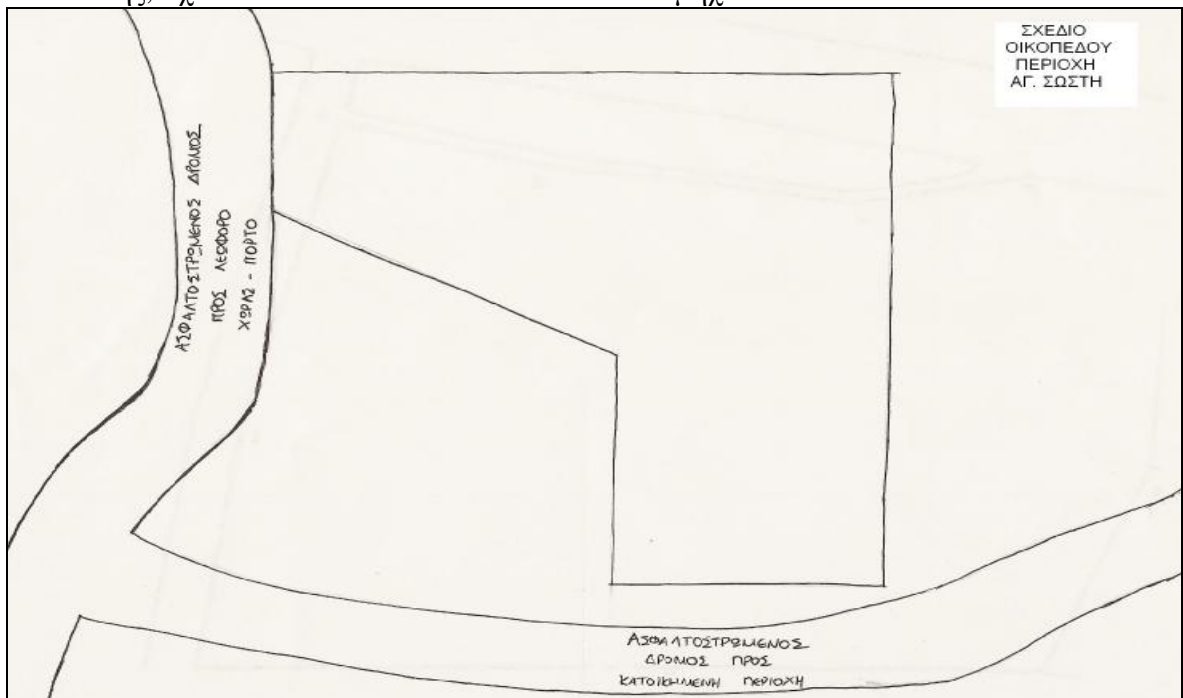 ΣΧΕΔΙΟ
ΟΙΚΟΠΕΔΟΥ
ΠΕΡΙΟΧΗ
ΑΓ. ΣΩΣΤΗ
ΑΣΦΑΛΤΟΣΤΡΩΜΕΝΟΣ ΔΡΟΜΟΣ
ΠΡΟΣ ΛΕΩΦΟΡΟ
ΧΩΡΑΣ - ΠΟΡΤΟ
ΑΣΦΑΛΤΟΣΤΡΩΜΕΝΟΣ
ΔΡΟΜΟΣ ΠΡΟΣ
ΚΑΤΟΙΚΗΜΕΝΗ ΠΕΡΙΟΧΗ